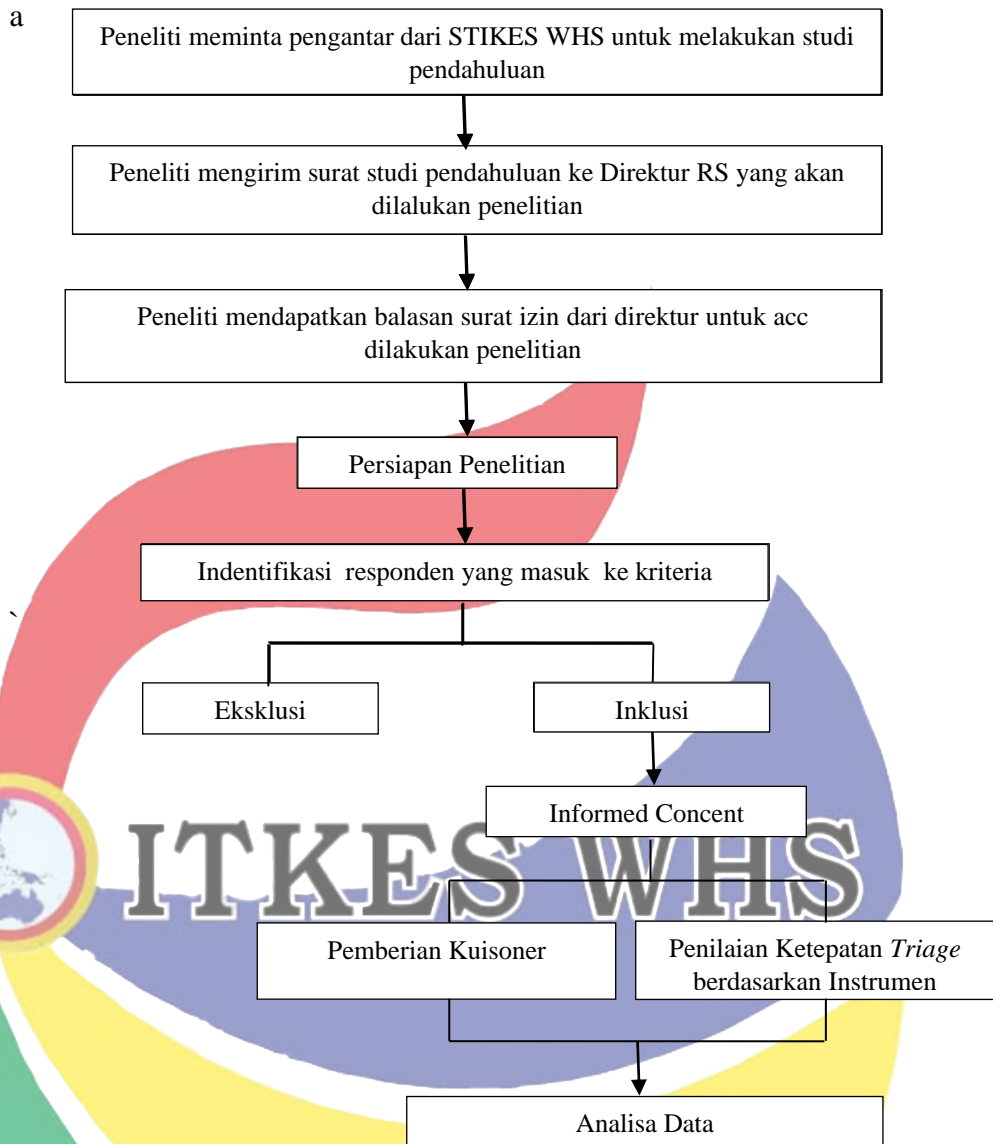 a
Peneliti meminta pengantar dari STIKES WHS untuk melakukan studi
pendahuluan
Peneliti mengirim surat studi pendahuluan ke Direktur RS yang akan
dilalukan penelitian
Peneliti mendapatkan balasan surat izin dari direktur untuk acc
dilakukan penelitian
Persiapan Penelitian
Indentifikasi responden yang masuk ke kriteria
`
Eksklusi
Inklusi
Informed Concent
ITKES WHS
Pemberian Kuisoner
Penilaian Ketepatan Triage
berdasarkan Instrumen
Analisa Data